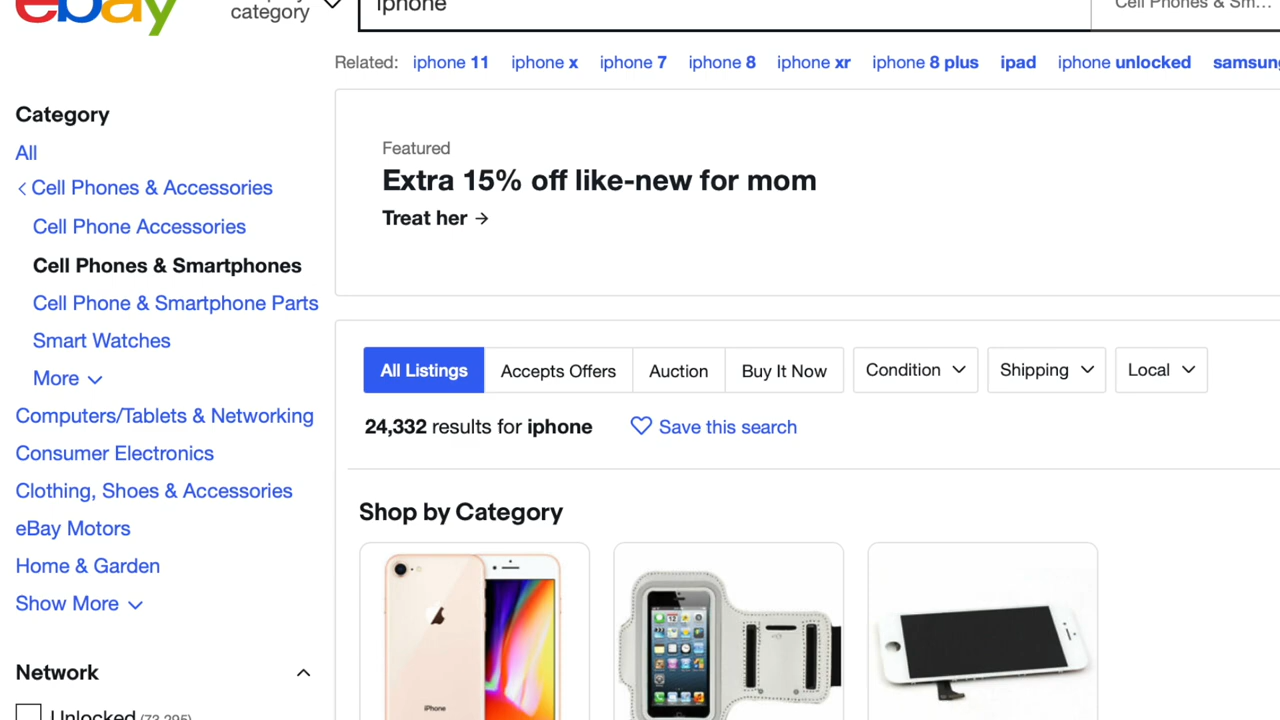 ebay
category
iphone
Cell Phones & Sm...
Related: iphone 11 iphone x iphone 7 iphone 8 iphone xr iphone 8 plus ipad iphone unlocked samsung
Category
All
Cell Phones & Accessories
Cell Phone Accessories
Cell Phones & Smartphones
Cell Phone & Smartphone Parts
Smart Watches
More
Computers/Tablets & Networking
Consumer Electronics
Clothing, Shoes & Accessories
eBay Motors
Home & Garden
Show More
Network
Unlocked (73,295)
Featured
Extra 15% off like-new for mom
Treat her →
All Listings Accepts Offers Auction Buy It Now Condition Shipping Local
24,332 results for iphone Save this search
Shop by Category
iPhone